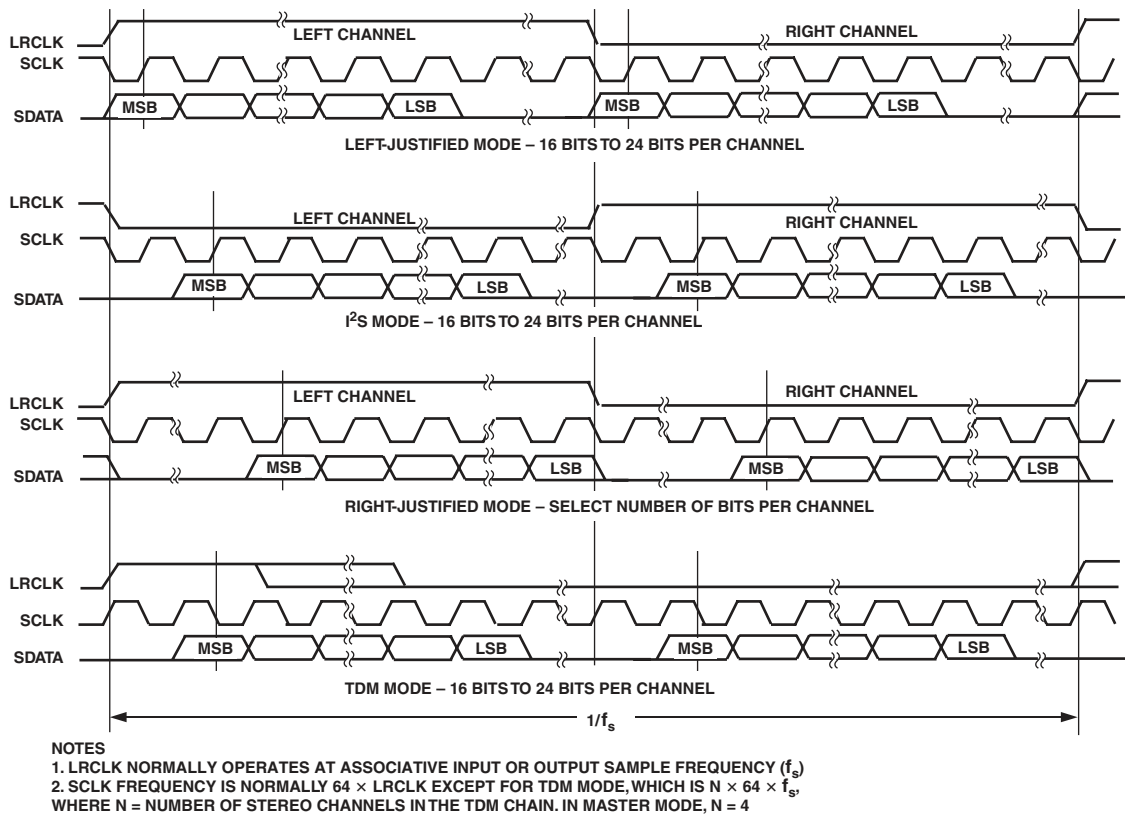 LEFT CHANNEL RIGHT CHANNEL
LRCLK
SCLK
SDATA MSB LSB MSB LSB
LEFT-JUSTIFIED MODE – 16 BITS TO 24 BITS PER CHANNEL
LRCLK
LEFT CHANNEL RIGHT CHANNEL
SCLK
SDATA MSB LSB MSB LSB
I²S MODE – 16 BITS TO 24 BITS PER CHANNEL
LEFT CHANNEL RIGHT CHANNEL
LRCLK
SCLK
SDATA MSB LSB MSB LSB
RIGHT-JUSTIFIED MODE – SELECT NUMBER OF BITS PER CHANNEL
LRCLK
SCLK
SDATA MSB LSB MSB LSB
TDM MODE – 16 BITS TO 24 BITS PER CHANNEL
1/fs
NOTES
1. LRCLK NORMALLY OPERATES AT ASSOCIATIVE INPUT OR OUTPUT SAMPLE FREQUENCY (fs)
2. SCLK FREQUENCY IS NORMALLY 64 × LRCLK EXCEPT FOR TDM MODE, WHICH IS N × 64 × fs,
WHERE N = NUMBER OF STEREO CHANNELS IN THE TDM CHAIN. IN MASTER MODE, N = 4